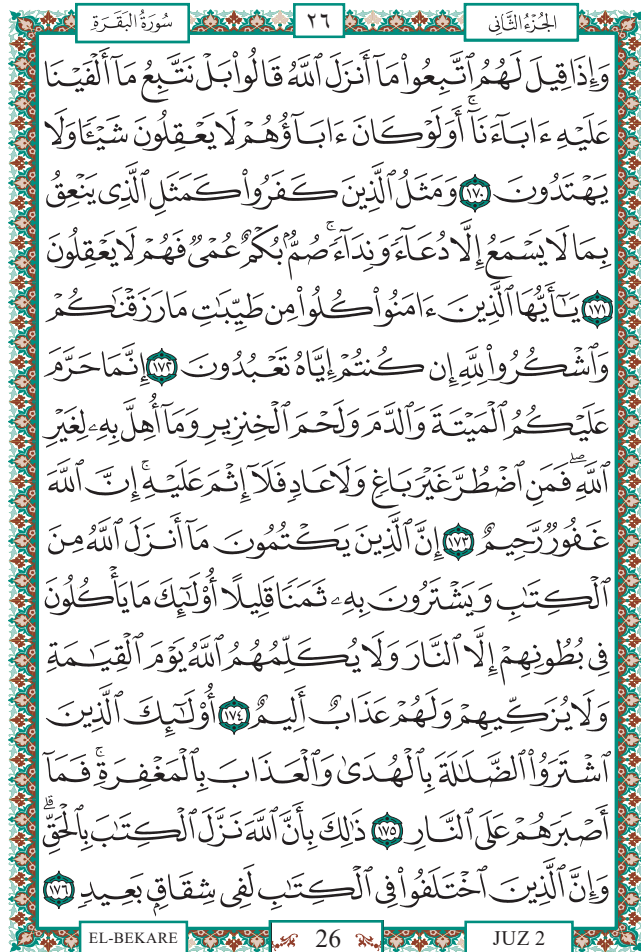 سُورَةُ الْبَقَرَةِ ٢٦ الجُزْءُ الثَّانِي
وَإِذَا قِيلَ لَهُمُ ٱتَّبِعُوا۟ مَآ أَنزَلَ ٱللَّهُ قَالُوا۟ بَلْ نَتَّبِعُ مَآ أَلْفَيْنَا
عَلَيْهِ ءَابَآءَنَآ ۚ أَوَلَوْ كَانَ ءَابَآؤُهُمْ لَا يَعْقِلُونَ شَيْـًٔا وَلَا
يَهْتَدُونَ ١٧٠ وَمَثَلُ ٱلَّذِينَ كَفَرُوا۟ كَمَثَلِ ٱلَّذِى يَنْعِقُ
بِمَا لَا يَسْمَعُ إِلَّا دُعَآءً وَنِدَآءً ۚ صُمٌّۢ بُكْمٌ عُمْىٌ فَهُمْ لَا يَعْقِلُونَ
١٧١ يَـٰٓأَيُّهَا ٱلَّذِينَ ءَامَنُوا۟ كُلُوا۟ مِن طَيِّبَـٰتِ مَا رَزَقْنَـٰكُمْ
وَٱشْكُرُوا۟ لِلَّهِ إِن كُنتُمْ إِيَّاهُ تَعْبُدُونَ ١٧٢ إِنَّمَا حَرَّمَ
عَلَيْكُمُ ٱلْمَيْتَةَ وَٱلدَّمَ وَلَحْمَ ٱلْخِنزِيرِ وَمَآ أُهِلَّ بِهِۦ لِغَيْرِ
ٱللَّهِ ۖ فَمَنِ ٱضْطُرَّ غَيْرَ بَاغٍ وَلَا عَادٍ فَلَآ إِثْمَ عَلَيْهِ ۚ إِنَّ ٱللَّهَ
غَفُورٌ رَّحِيمٌ ١٧٣ إِنَّ ٱلَّذِينَ يَكْتُمُونَ مَآ أَنزَلَ ٱللَّهُ مِنَ
ٱلْكِتَـٰبِ وَيَشْتَرُونَ بِهِۦ ثَمَنًا قَلِيلًا أُو۟لَـٰٓئِكَ مَا يَأْكُلُونَ
فِى بُطُونِهِمْ إِلَّا ٱلنَّارَ وَلَا يُكَلِّمُهُمُ ٱللَّهُ يَوْمَ ٱلْقِيَـٰمَةِ
وَلَا يُزَكِّيهِمْ وَلَهُمْ عَذَابٌ أَلِيمٌ ١٧٤ أُو۟لَـٰٓئِكَ ٱلَّذِينَ
ٱشْتَرَوُا۟ ٱلضَّلَـٰلَةَ بِٱلْهُدَىٰ وَٱلْعَذَابَ بِٱلْمَغْفِرَةِ ۚ فَمَآ
أَصْبَرَهُمْ عَلَى ٱلنَّارِ ١٧٥ ذَٰلِكَ بِأَنَّ ٱللَّهَ نَزَّلَ ٱلْكِتَـٰبَ بِٱلْحَقِّ ۗ
وَإِنَّ ٱلَّذِينَ ٱخْتَلَفُوا۟ فِى ٱلْكِتَـٰبِ لَفِى شِقَاقٍۭ بَعِيدٍ ١٧٦
EL-BEKARE 26 JUZ 2